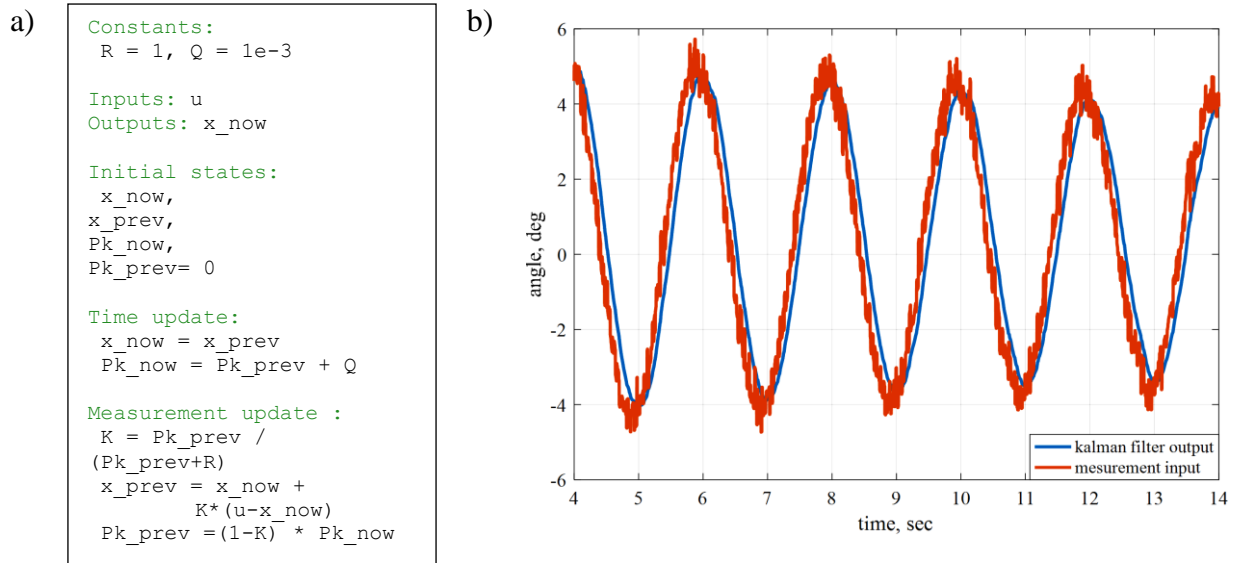 a)
Constants:
R = 1, Q = 1e-3
Inputs: u
Outputs: x_now
Initial states:
x_now,
x_prev,
Pk_now,
Pk_prev= 0
Time update:
x_now = x_prev
Pk_now = Pk_prev + Q
Measurement update :
K = Pk_prev /
(Pk_prev+R)
x_prev = x_now +
K*(u-x_now)
Pk_prev =(1-K) * Pk_now
b)
6
4
2
0
-2
-4
-6
angle, deg
kalman filter output
mesurement input
4 5 6 7 8 9 10 11 12 13 14
time, sec